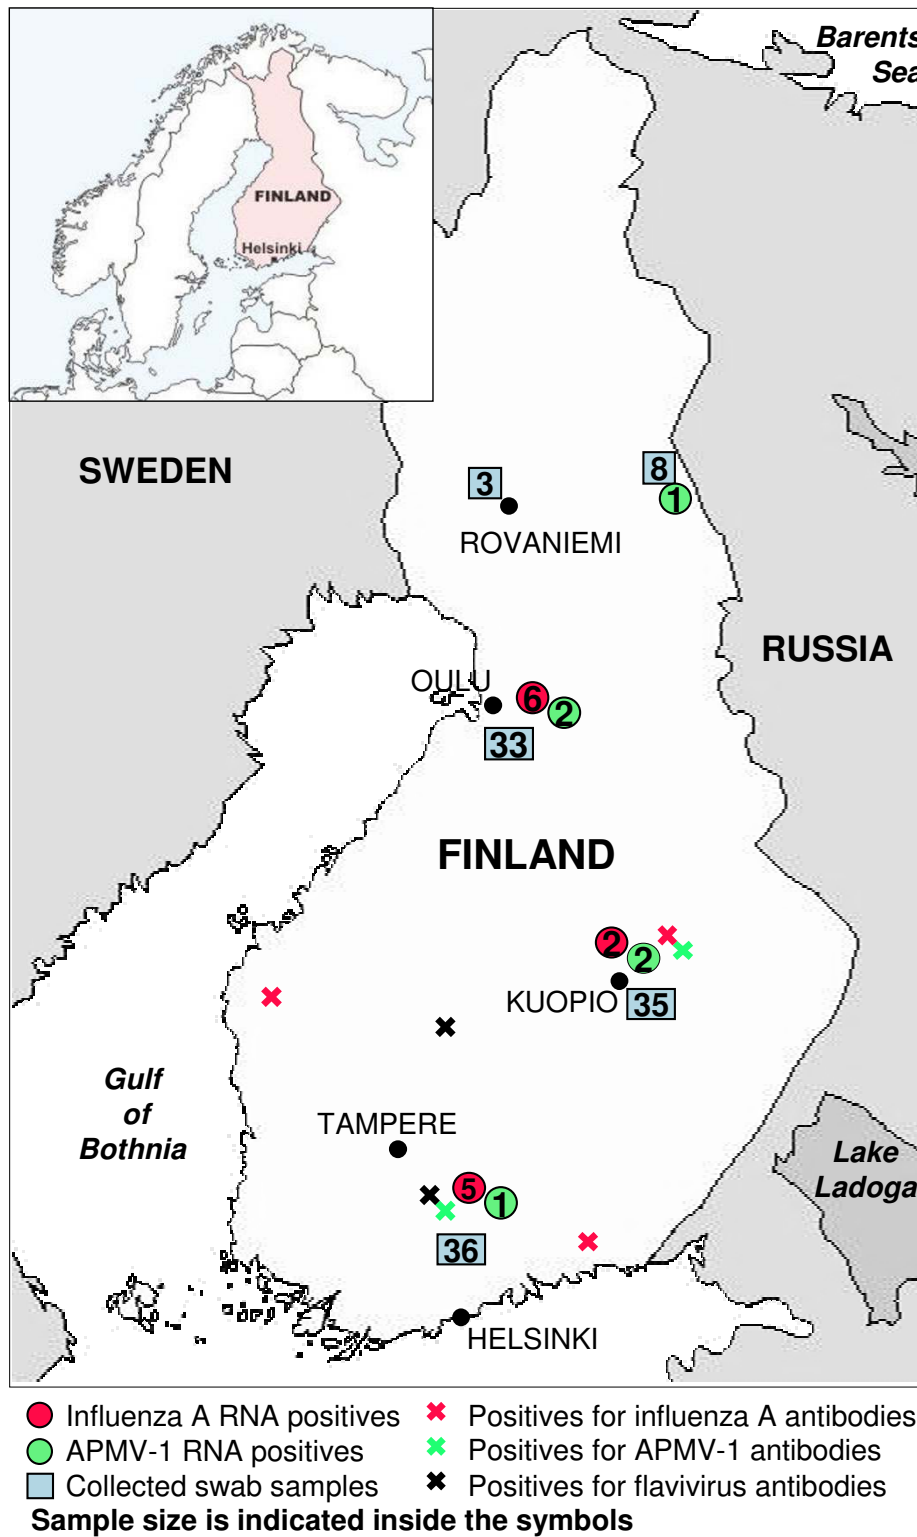 Barents
Sea
FINLAND
Helsinki
SWEDEN
3
8
1
ROVANIEMI
RUSSIA
OULU
6
2
33
FINLAND
2
2
KUOPIO
35
Gulf
of
Bothnia
TAMPERE
Lake
Ladoga
5
1
36
HELSINKI
Influenza A RNA positives
Positives for influenza A antibodies
APMV-1 RNA positives
Positives for APMV-1 antibodies
Collected swab samples
Positives for flavivirus antibodies
Sample size is indicated inside the symbols